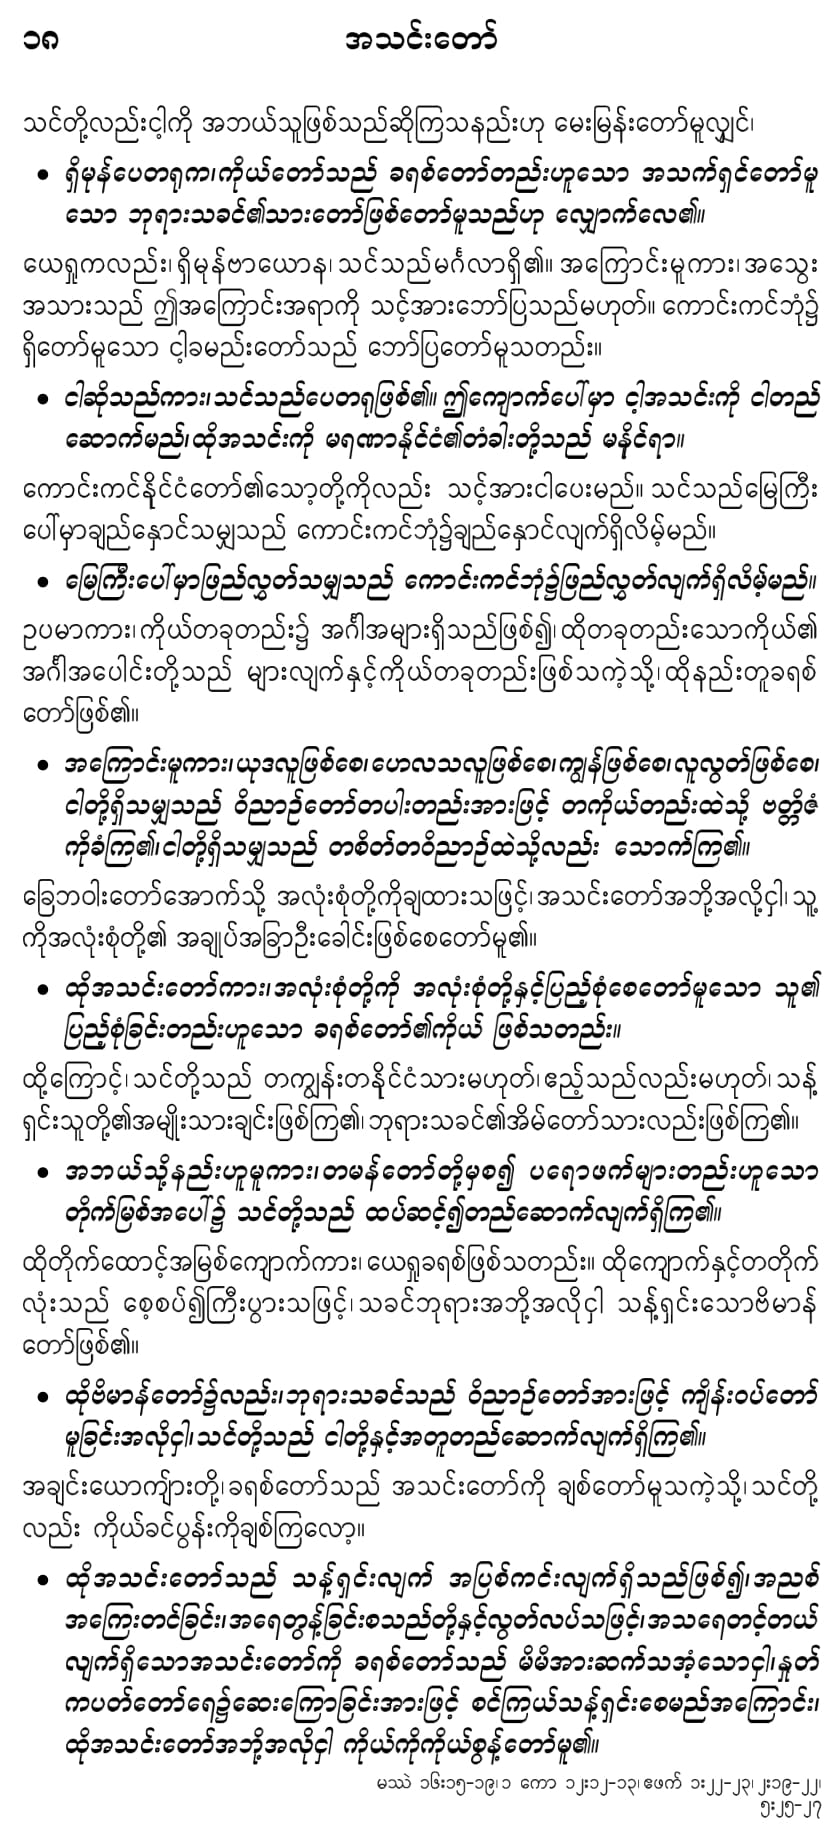 ၁၈ အသင်းတော်
သင်တို့လည်းငါ့ကို အဘယ်သူဖြစ်သည်ဆိုကြသနည်းဟု မေးမြန်းတော်မူလျှင်၊
• ရှိမုန်ပေတရုက၊ကိုယ်တော်သည် ခရစ်တော်တည်းဟူသော အသက်ရှင်တော်မူ
သော ဘုရားသခင်၏သားတော်ဖြစ်တော်မူသည်ဟု လျှောက်လေ၏။
ယေရှုကလည်း၊ရှိမုန်ဗာယောန၊သင်သည်မင်္ဂလာရှိ၏။ အကြောင်းမူကား၊အသွေး
အသားသည် ဤအကြောင်းအရာကို သင့်အားဘော်ပြသည်မဟုတ်။ ကောင်းကင်ဘုံ၌
ရှိတော်မူသော ငါ့ခမည်းတော်သည် ဘော်ပြတော်မူသတည်း။
• ငါဆိုသည်ကား၊သင်သည်ပေတရုဖြစ်၏။ ဤကျောက်ပေါ်မှာ ငါ့အသင်းကို ငါတည်
ဆောက်မည်၊ထိုအသင်းကို မရဏာနိုင်ငံ၏တံခါးတို့သည် မနိုင်ရာ။
ကောင်းကင်နိုင်ငံတော်၏သော့တို့ကိုလည်း သင့်အားငါပေးမည်။ သင်သည်မြေကြီး
ပေါ်မှာချည်နှောင်သမျှသည် ကောင်းကင်ဘုံ၌ချည်နှောင်လျက်ရှိလိမ့်မည်။
• မြေကြီးပေါ်မှာဖြည်လွှတ်သမျှသည် ကောင်းကင်ဘုံ၌ဖြည်လွှတ်လျက်ရှိလိမ့်မည်။
ဥပမာကား၊ကိုယ်တခုတည်း၌ အင်္ဂါအများရှိသည်ဖြစ်၍၊ထိုတခုတည်းသောကိုယ်၏
အင်္ဂါအပေါင်းတို့သည် များလျက်နှင့်ကိုယ်တခုတည်းဖြစ်သကဲ့သို့၊ထိုနည်းတူခရစ်
တော်ဖြစ်၏။
• အကြောင်းမူကား၊ယုဒလူဖြစ်စေ၊ဟေလသလူဖြစ်စေ၊ကျွန်ဖြစ်စေ၊လူလွတ်ဖြစ်စေ၊
ငါတို့ရှိသမျှသည် ဝိညာဉ်တော်တပါးတည်းအားဖြင့် တကိုယ်တည်းထဲသို့ ဗတ္တိဇံ
ကိုခံကြ၏၊ငါတို့ရှိသမျှသည် တစိတ်တဝိညာဉ်ထဲသို့လည်း သောက်ကြ၏။
ခြေဘဝါးတော်အောက်သို့ အလုံးစုံတို့ကိုချထားသဖြင့်၊အသင်းတော်အဘို့အလို့ငှါ၊သူ့
ကိုအလုံးစုံတို့၏ အချုပ်အခြာဦးခေါင်းဖြစ်စေတော်မူ၏။
• ထိုအသင်းတော်ကား၊အလုံးစုံတို့ကို အလုံးစုံတို့နှင့်ပြည့်စုံစေတော်မူသော သူ၏
ပြည့်စုံခြင်းတည်းဟူသော ခရစ်တော်၏ကိုယ် ဖြစ်သတည်း။
ထို့ကြောင့်၊သင်တို့သည် တကျွန်းတနိုင်ငံသားမဟုတ်၊ဧည့်သည်လည်းမဟုတ်၊သန့်
ရှင်းသူတို့၏အမျိုးသားချင်းဖြစ်ကြ၏၊ဘုရားသခင်၏အိမ်တော်သားလည်းဖြစ်ကြ၏။
• အဘယ်သို့နည်းဟူမူကား၊တမန်တော်တို့မှစ၍ ပရောဖက်များတည်းဟူသော
တိုက်မြစ်အပေါ်၌ သင်တို့သည် ထပ်ဆင့်၍တည်ဆောက်လျက်ရှိကြ၏။
ထိုတိုက်ထောင့်အမြစ်ကျောက်ကား၊ယေရှုခရစ်ဖြစ်သတည်း။ ထိုကျောက်နှင့်တတိုက်
လုံးသည် စေ့စပ်၍ကြီးပွားသဖြင့်၊သခင်ဘုရားအဘို့အလိုငှါ သန့်ရှင်းသောဗိမာန်
တော်ဖြစ်၏။
• ထိုဗိမာန်တော်၌လည်း၊ဘုရားသခင်သည် ဝိညာဉ်တော်အားဖြင့် ကျိန်းဝပ်တော်
မူခြင်းအလိုငှါ၊သင်တို့သည် ငါတို့နှင့်အတူတည်ဆောက်လျက်ရှိကြ၏။
အချင်းယောကျ်ားတို့၊ခရစ်တော်သည် အသင်းတော်ကို ချစ်တော်မူသကဲ့သို့၊သင်တို့
လည်း ကိုယ်ခင်ပွန်းကိုချစ်ကြလော့။
• ထိုအသင်းတော်သည် သန့်ရှင်းလျက် အပြစ်ကင်းလျက်ရှိသည်ဖြစ်၍၊အညစ်
အကြေးတင်ခြင်း၊အရေတွန့်ခြင်းစသည်တို့နှင့်လွတ်လပ်သဖြင့်၊အသရေတင့်တယ်
လျက်ရှိသောအသင်းတော်ကို ခရစ်တော်သည် မိမိအားဆက်သအံ့သောငှါ၊နှုတ်
ကပတ်တော်ရေ၌ဆေးကြောခြင်းအားဖြင့် စင်ကြယ်သန့်ရှင်းစေမည်အကြောင်း၊
ထိုအသင်းတော်အဘို့အလိုငှါ ကိုယ်ကိုကိုယ်စွန့်တော်မူ၏။
မဿဲ ၁၆း၁၅-၁၉၊၁ ကော ၁၂း၁၂-၁၃၊ဧဖက် ၁း၂၂-၂၃၊၂း၁၉-၂၂၊
၅း၂၅-၂၇